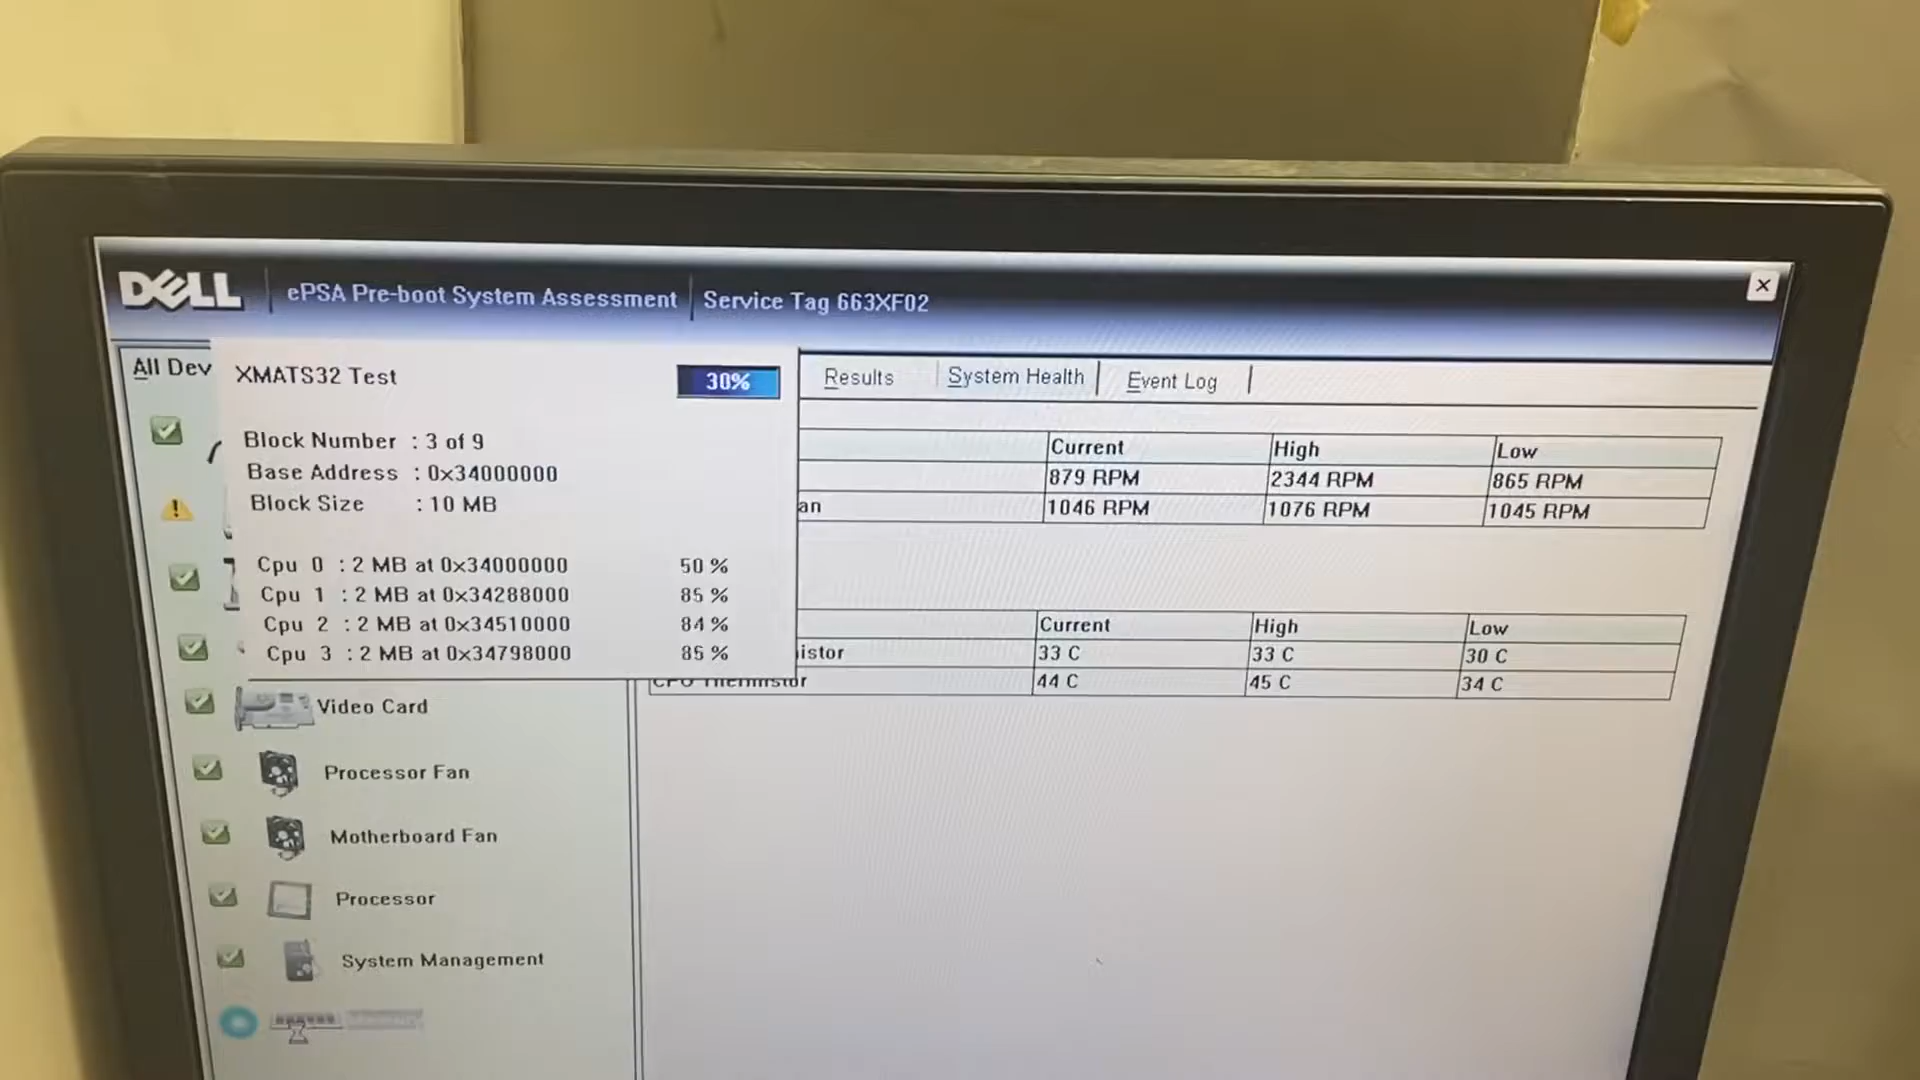 DELL
ePSA Pre-boot System Assessment
Service Tag 663XF02
All Dev
XMATS32 Test
30%
Block Number : 3 of 9
Base Address : 0x34000000
Block Size : 10 MB
Cpu 0 : 2 MB at 0x34000000 50 %
Cpu 1 : 2 MB at 0x34288000 85 %
Cpu 2 : 2 MB at 0x34510000 84 %
Cpu 3 : 2 MB at 0x34798000 85 %
Results
System Health
Event Log
Current High Low
879 RPM 2344 RPM 865 RPM
an 1046 RPM 1076 RPM 1045 RPM
Current High Low
istor 33 C 33 C 30 C
44 C 45 C 34 C
Video Card
Processor Fan
Motherboard Fan
Processor
System Management